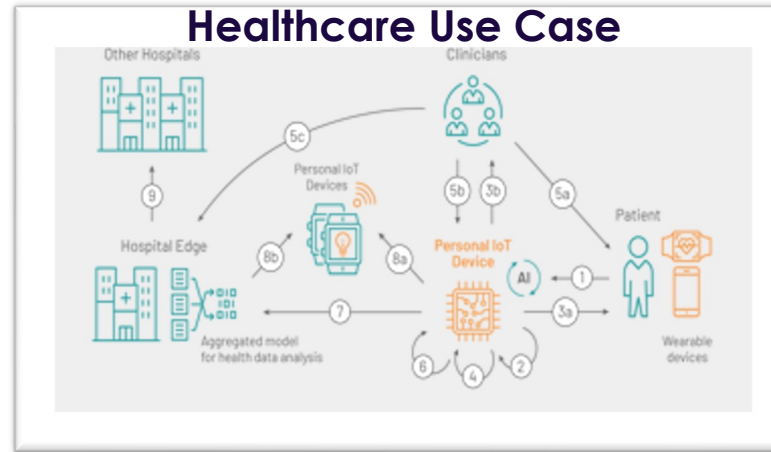 Healthcare Use Case
Other Hospitals
Clinicians
5c
Personal IoT
Devices
9
5b
3b
5a
Patient
Hospital Edge
8b
8a
Personal IoT
Device
AI
1
7
3a
Aggregated model
for health data analysis
Wearable
devices
6
4
2